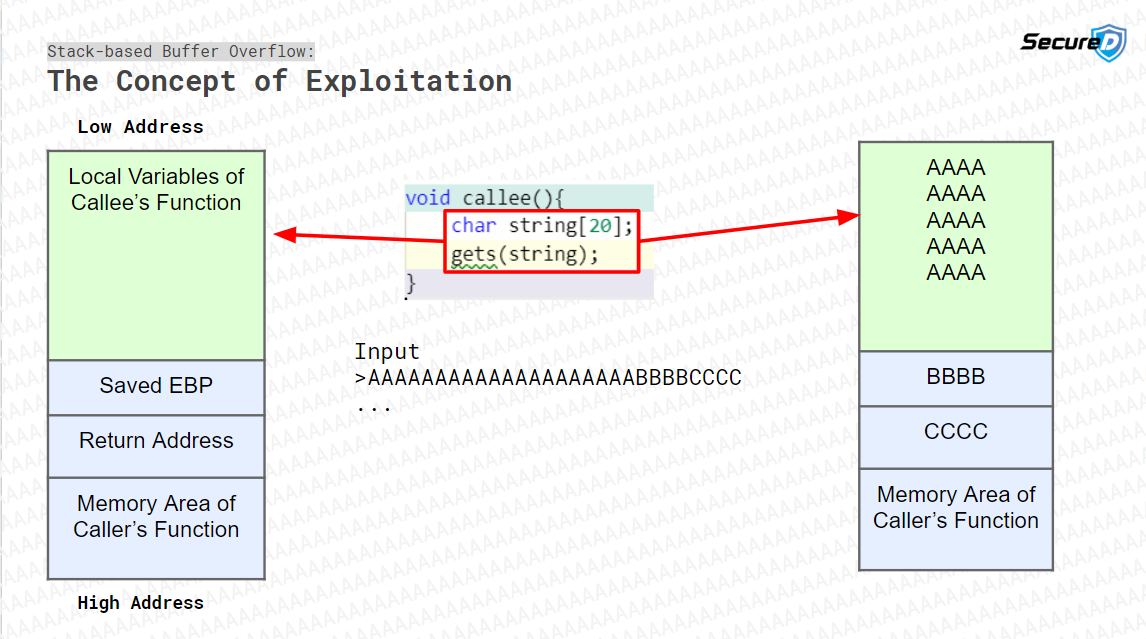 SecureD
Stack-based Buffer Overflow:
The Concept of Exploitation
Low Address
Local Variables of
Callee's Function
Saved EBP
Return Address
Memory Area of
Caller's Function
High Address
void callee(){
char string[20];
gets(string);
}
Input
>AAAAAAAAAAAAAAAAAAAABBBBCCCC
...
AAAA
AAAA
AAAA
AAAA
AAAA
BBBB
CCCC
Memory Area of
Caller's Function